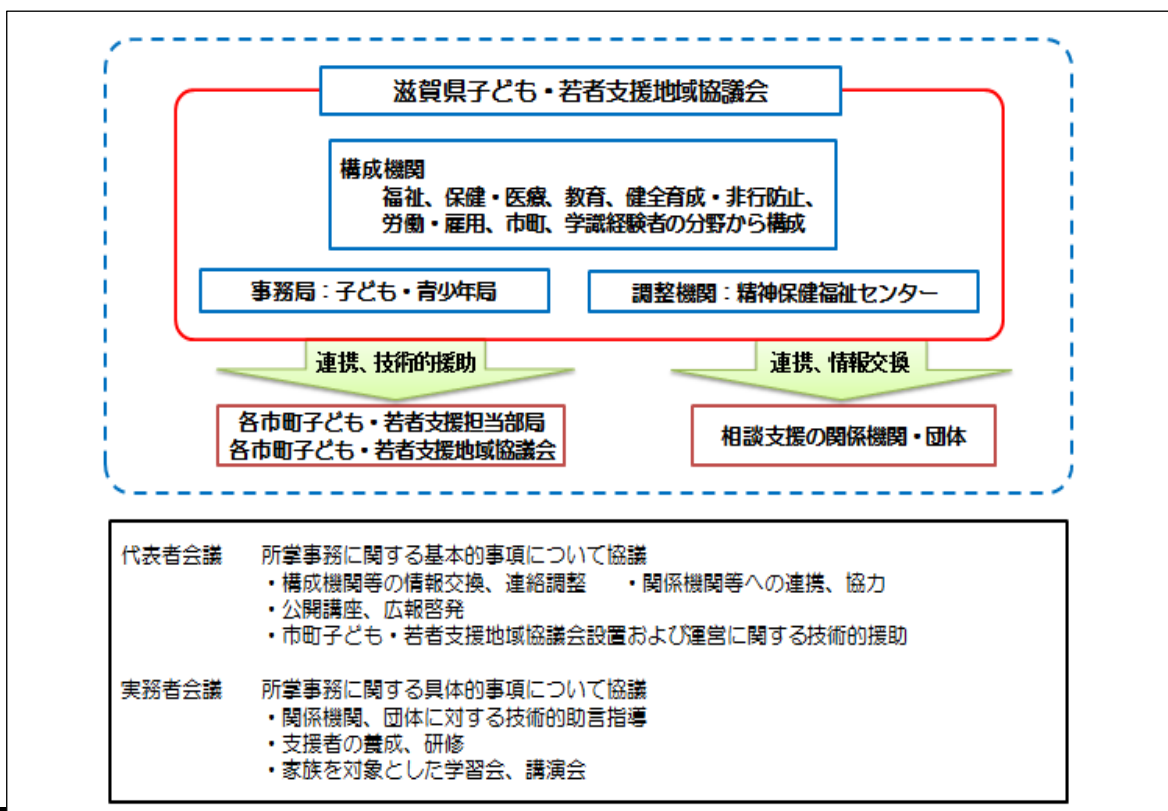 滋賀県子ども・若者支援地域協議会
構成機関
福祉、保健・医療、教育、健全育成・非行防止、
労働・雇用、市町、学識経験者の分野から構成
事務局：子ども・青少年局
調整機関：精神保健福祉センター
連携、技術的援助
連携、情報交換
各市町子ども・若者支援担当部局
各市町子ども・若者支援地域協議会
相談支援の関係機関・団体
代表者会議　所掌事務に関する基本的事項について協議
・構成機関等の情報交換、連絡調整　・関係機関等への連携、協力
・公開講座、広報啓発
・市町子ども・若者支援地域協議会設置および運営に関する技術的援助
実務者会議　所掌事務に関する具体的事項について協議
・関係機関、団体に対する技術的助言指導
・支援者の養成、研修
・家族を対象とした学習会、講演会